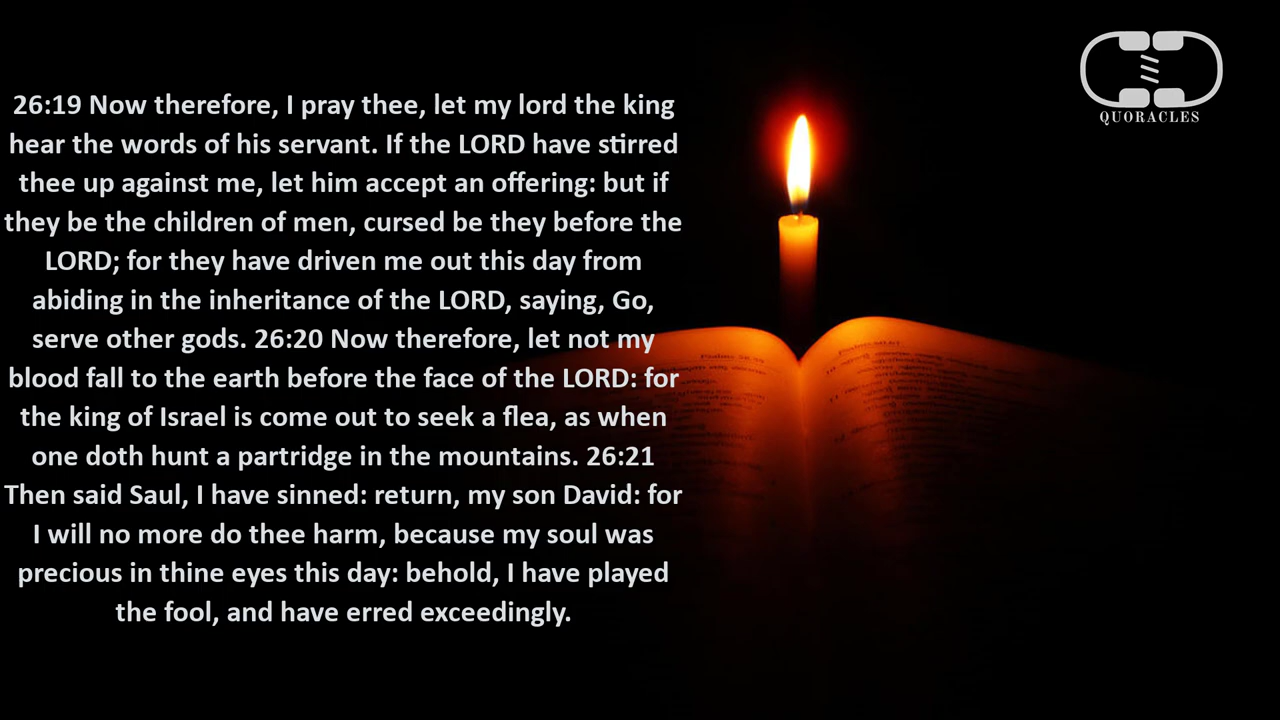 26:19 Now therefore, I pray thee, let my lord the king
hear the words of his servant. If the LORD have stirred
thee up against me, let him accept an offering: but if
they be the children of men, cursed be they before the
LORD; for they have driven me out this day from
abiding in the inheritance of the LORD, saying, Go,
serve other gods. 26:20 Now therefore, let not my
blood fall to the earth before the face of the LORD: for
the king of Israel is come out to seek a flea, as when
one doth hunt a partridge in the mountains. 26:21
Then said Saul, I have sinned: return, my son David: for
I will no more do thee harm, because my soul was
precious in thine eyes this day: behold, I have played
the fool, and have erred exceedingly.
QUORACLES